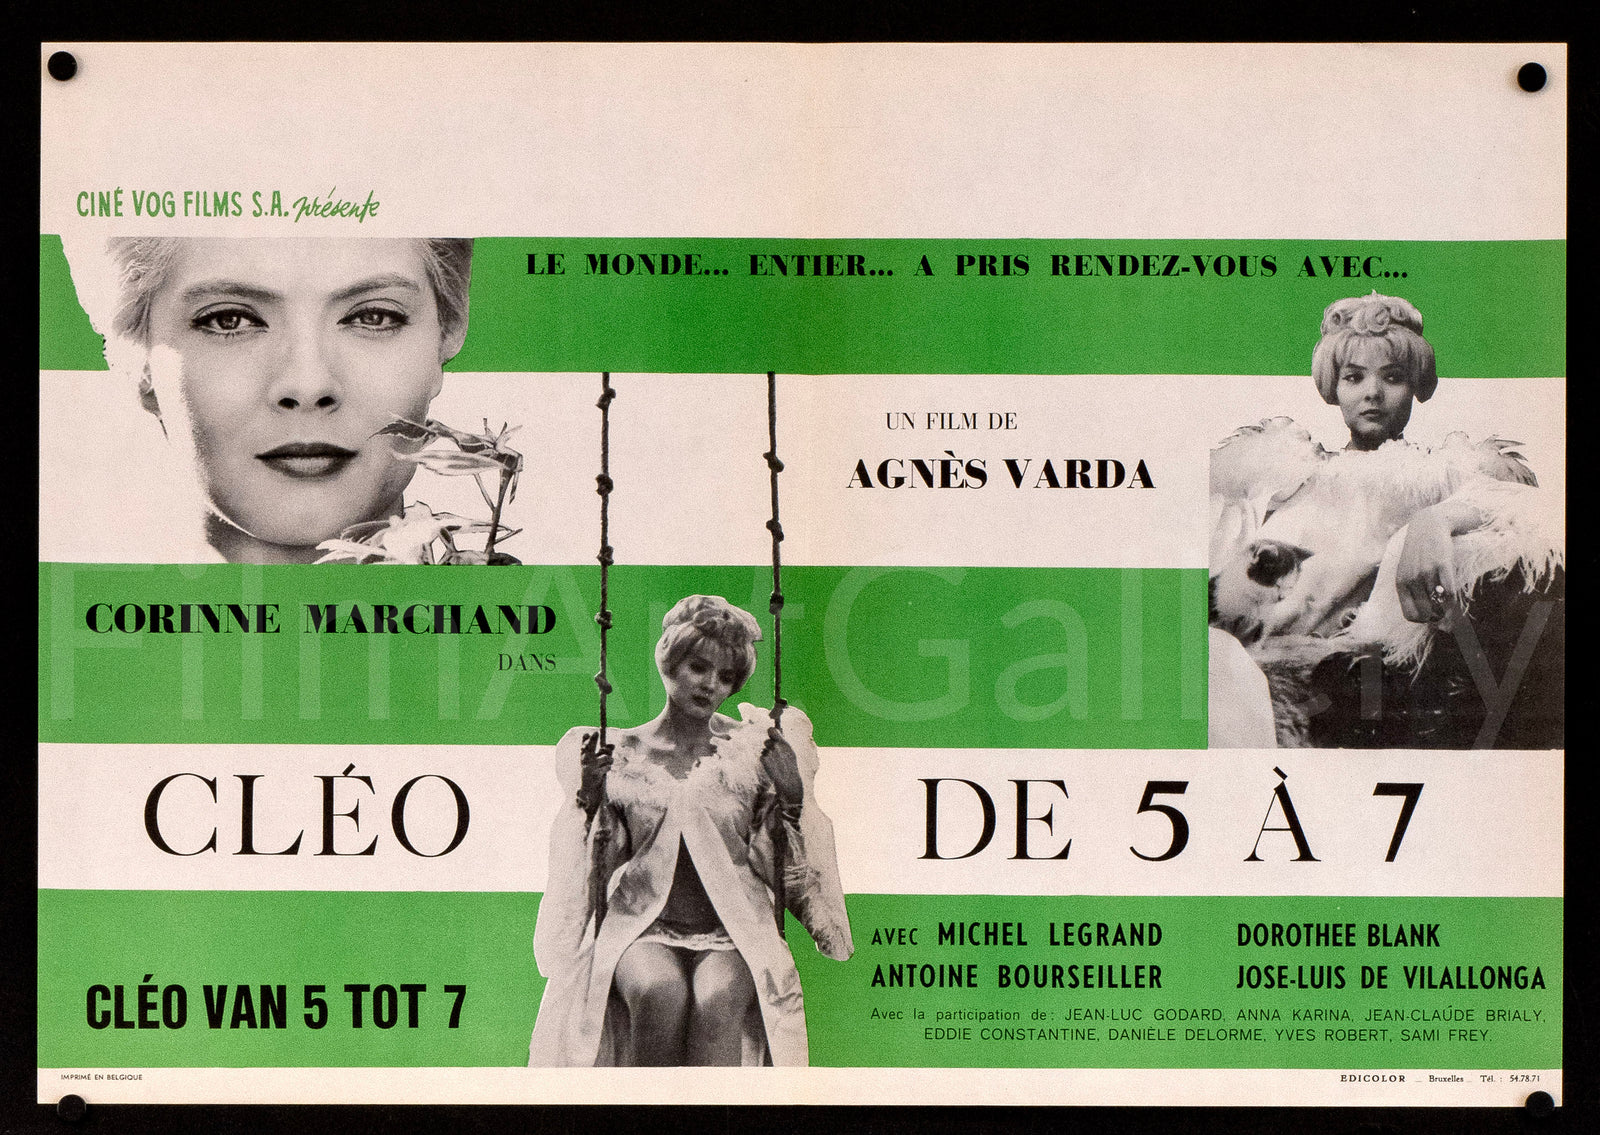 CINÉ VOG FILMS S.A. présente
LE MONDE... ENTIER... A PRIS RENDEZ-VOUS AVEC...
UN FILM DE
AGNÈS VARDA
CORINNE MARCHAND
DANS
CLÉO DE 5 À 7
CLÉO VAN 5 TOT 7
AVEC MICHEL LEGRAND DOROTHEE BLANK
ANTOINE BOURSEILLER JOSE-LUIS DE VILALLONGA
Avec la participation de : JEAN-LUC GODARD, ANNA KARINA, JEAN-CLAÚDE BRIALY,
EDDIE CONSTANTINE, DANIÈLE DELORME, YVES ROBERT, SAMI FREY.
IMPRIMÉ EN BELGIQUE
EDICOLOR _ Bruxelles _ Tél. : 54.78.71
FilmArtGallery